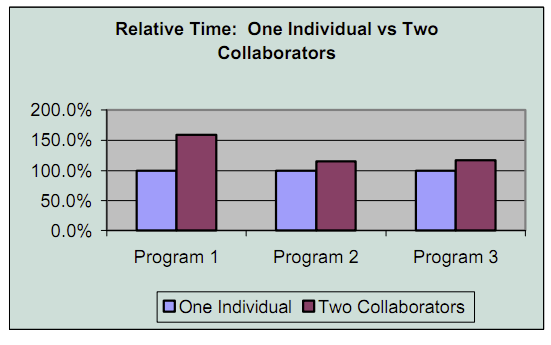 Relative Time:  One Individual vs Two
Collaborators
200.0%
150.0%
100.0%
50.0%
0.0%
Program 1 Program 2 Program 3
One Individual Two Collaborators